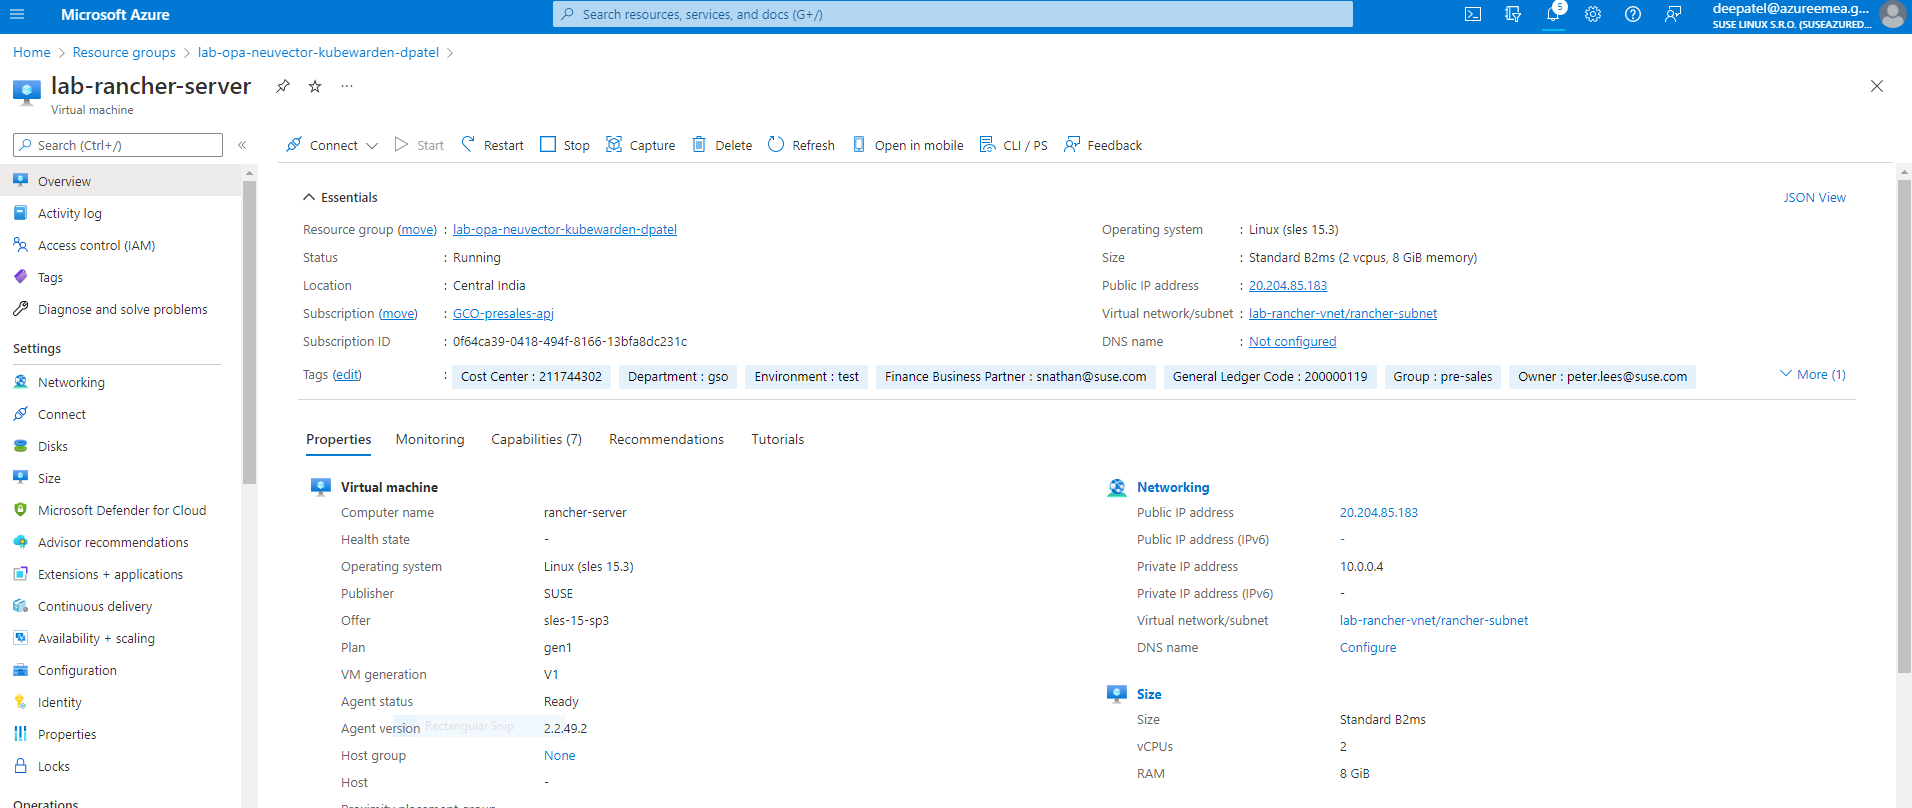 Microsoft Azure
Search resources, services, and docs (G+/)
5
deepatel@azureemea.g...
SUSE LINUX S.R.O. (SUSEAZURED...
Home > Resource groups > lab-opa-neuvector-kubewarden-dpatel >
lab-rancher-server
Virtual machine
Search (Ctrl+/)
Overview
Activity log
Access control (IAM)
Tags
Diagnose and solve problems
Settings
Networking
Connect
Disks
Size
Microsoft Defender for Cloud
Advisor recommendations
Extensions + applications
Continuous delivery
Availability + scaling
Configuration
Identity
Properties
Locks
Operations
Connect Start Restart Stop Capture Delete Refresh Open in mobile CLI / PS Feedback
Essentials
JSON View
Resource group (move) : lab-opa-neuvector-kubewarden-dpatel
Status : Running
Location : Central India
Subscription (move) : GCO-presales-apj
Subscription ID : 0f64ca39-0418-494f-8166-13bfa8dc231c
Operating system : Linux (sles 15.3)
Size : Standard B2ms (2 vcpus, 8 GiB memory)
Public IP address : 20.204.85.183
Virtual network/subnet : lab-rancher-vnet/rancher-subnet
DNS name : Not configured
Tags (edit) : Cost Center : 211744302 Department : gso Environment : test Finance Business Partner : snathan@suse.com General Ledger Code : 200000119 Group : pre-sales Owner : peter.lees@suse.com More (1)
Properties Monitoring Capabilities (7) Recommendations Tutorials
Virtual machine
Computer name rancher-server
Health state -
Operating system Linux (sles 15.3)
Publisher SUSE
Offer sles-15-sp3
Plan gen1
VM generation V1
Agent status Ready
Agent version 2.2.49.2
Rectangular Snip
Host group None
Host -
Proximity placement group
Networking
Public IP address 20.204.85.183
Public IP address (IPv6) -
Private IP address 10.0.0.4
Private IP address (IPv6) -
Virtual network/subnet lab-rancher-vnet/rancher-subnet
DNS name Configure
Size
Size Standard B2ms
vCPUs 2
RAM 8 GiB